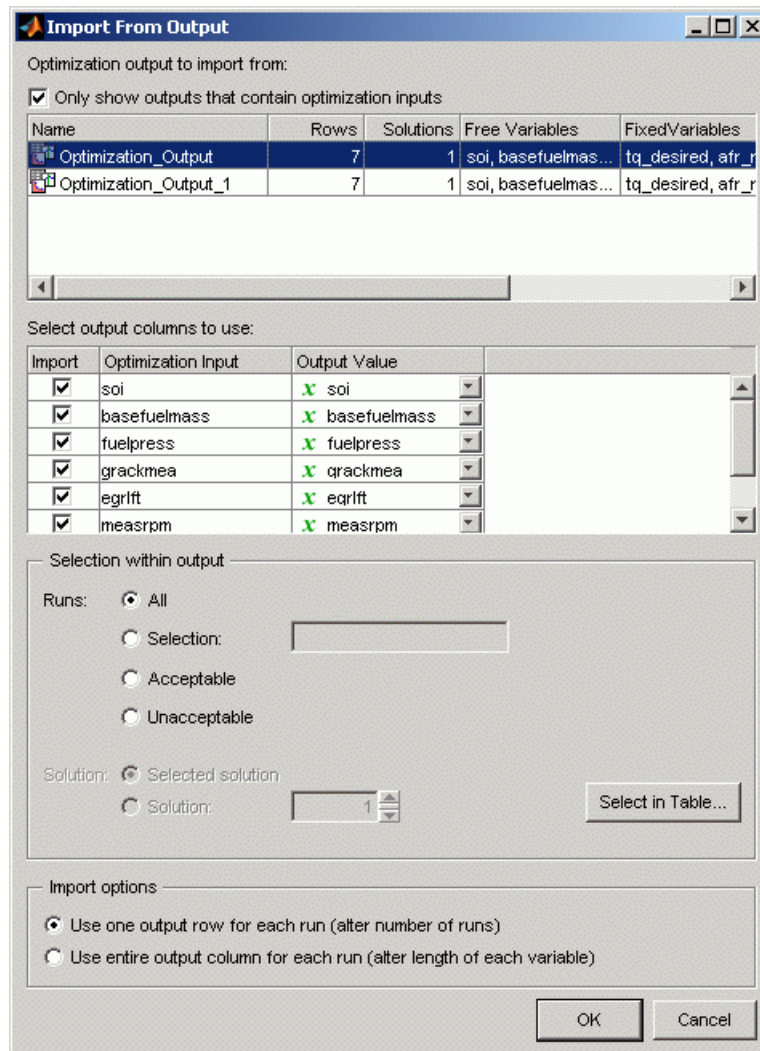 Import From Output
Optimization output to import from:
Only show outputs that contain optimization inputs
Name Rows Solutions Free Variables FixedVariables
Optimization_Output 7 1 soi, basefuelmas... tq_desired, afr_r
Optimization_Output_1 7 1 soi, basefuelmas... tq_desired, afr_r
Select output columns to use:
Import Optimization Input Output Value
soi x soi
basefuelmass x basefuelmass
fuelpress x fuelpress
grackmea x grackmea
egrlft x egrlft
measrpm x measrpm
Selection within output
Runs: All
Selection:
Acceptable
Unacceptable
Solution: Selected solution
Solution: 1
Select in Table...
Import options
Use one output row for each run (alter number of runs)
Use entire output column for each run (alter length of each variable)
OK Cancel